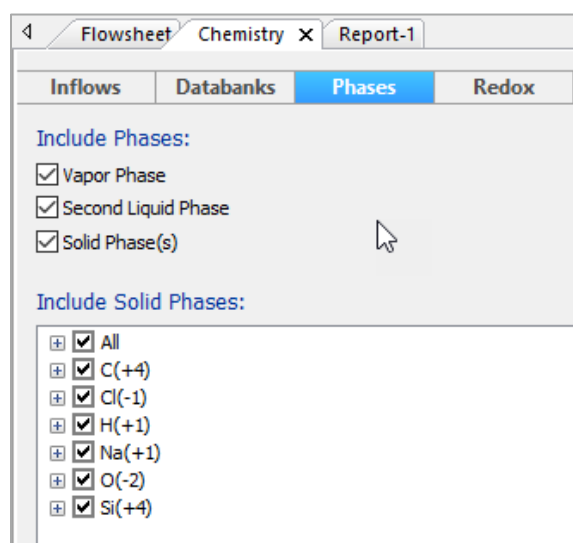 Flowsheet Chemistry Report-1
Inflows Databanks Phases Redox
Include Phases:
Vapor Phase
Second Liquid Phase
Solid Phase(s)
Include Solid Phases:
All
C(+4)
Cl(-1)
H(+1)
Na(+1)
O(-2)
Si(+4)